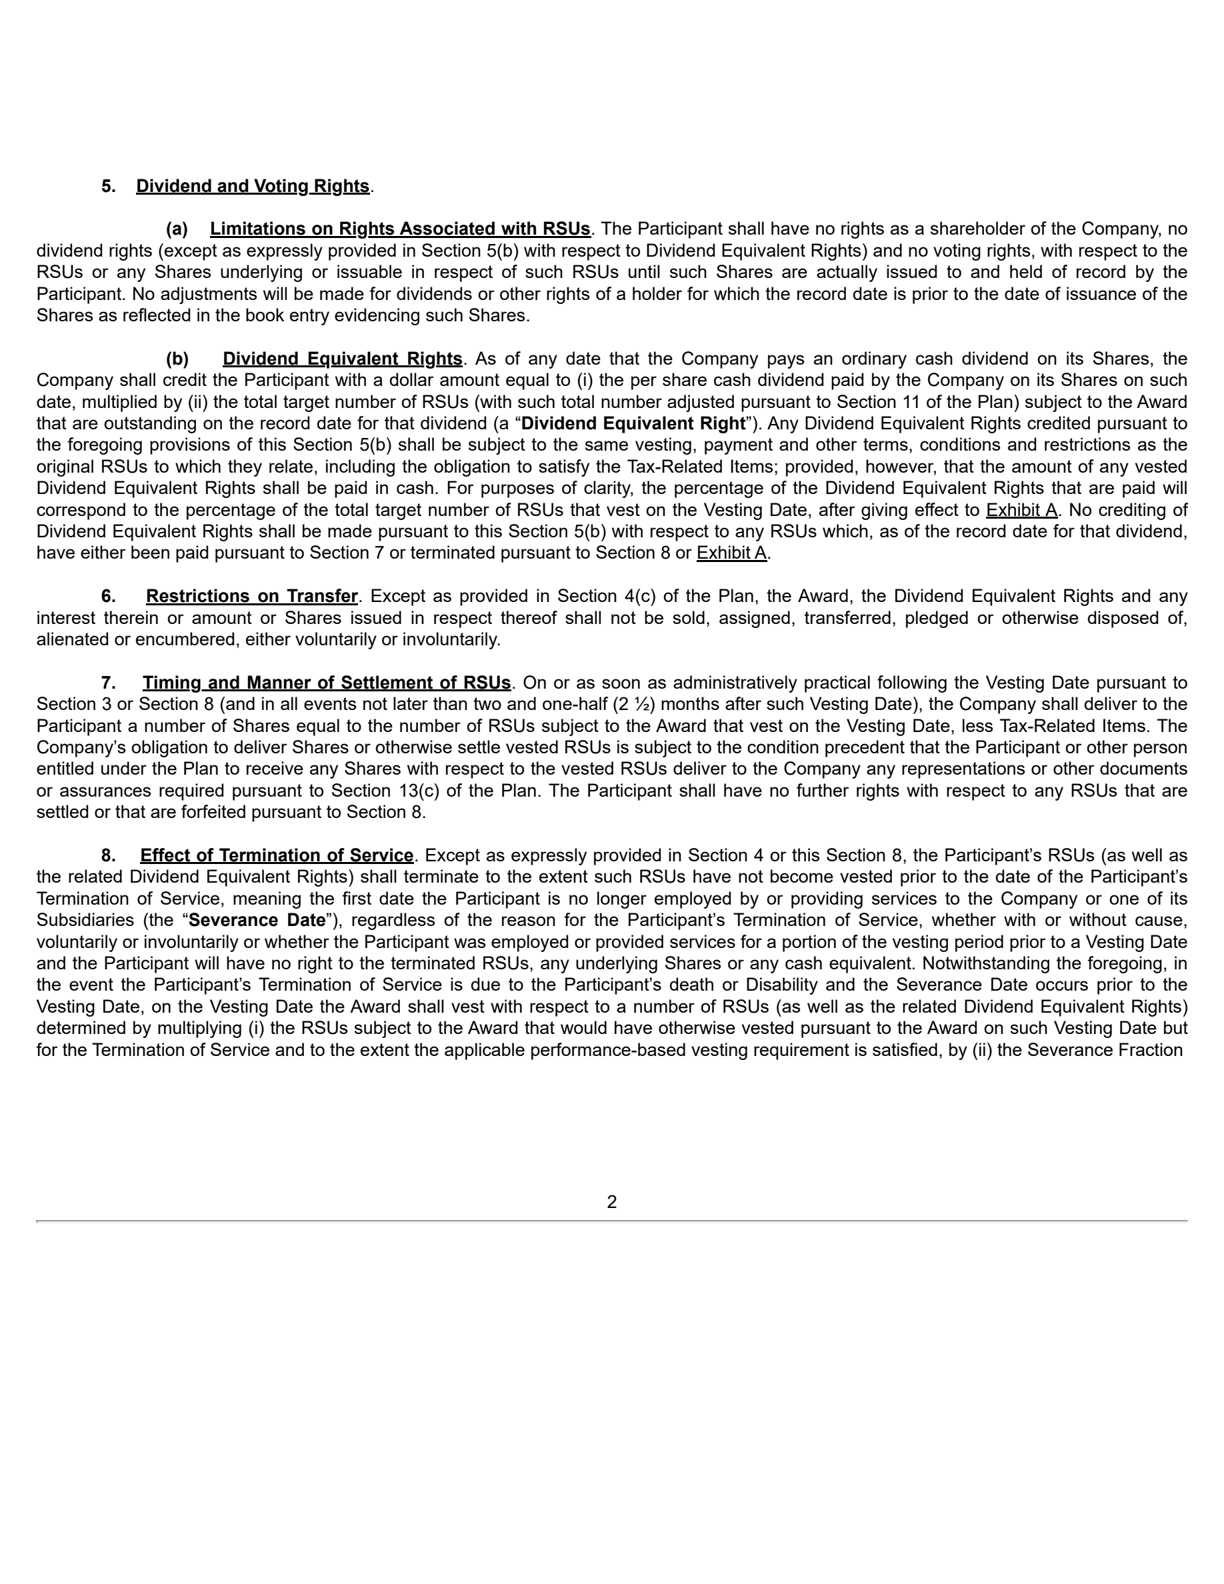 5. Dividend and Voting Rights.
(a) Limitations on Rights Associated with RSUs. The Participant shall have no rights as a shareholder of the Company, no
dividend rights (except as expressly provided in Section 5(b) with respect to Dividend Equivalent Rights) and no voting rights, with respect to the
RSUs or any Shares underlying or issuable in respect of such RSUs until such Shares are actually issued to and held of record by the
Participant. No adjustments will be made for dividends or other rights of a holder for which the record date is prior to the date of issuance of the
Shares as reflected in the book entry evidencing such Shares.
(b) Dividend Equivalent Rights. As of any date that the Company pays an ordinary cash dividend on its Shares, the
Company shall credit the Participant with a dollar amount equal to (i) the per share cash dividend paid by the Company on its Shares on such
date, multiplied by (ii) the total target number of RSUs (with such total number adjusted pursuant to Section 11 of the Plan) subject to the Award
that are outstanding on the record date for that dividend (a “Dividend Equivalent Right”). Any Dividend Equivalent Rights credited pursuant to
the foregoing provisions of this Section 5(b) shall be subject to the same vesting, payment and other terms, conditions and restrictions as the
original RSUs to which they relate, including the obligation to satisfy the Tax-Related Items; provided, however, that the amount of any vested
Dividend Equivalent Rights shall be paid in cash. For purposes of clarity, the percentage of the Dividend Equivalent Rights that are paid will
correspond to the percentage of the total target number of RSUs that vest on the Vesting Date, after giving effect to Exhibit A. No crediting of
Dividend Equivalent Rights shall be made pursuant to this Section 5(b) with respect to any RSUs which, as of the record date for that dividend,
have either been paid pursuant to Section 7 or terminated pursuant to Section 8 or Exhibit A.
6. Restrictions on Transfer. Except as provided in Section 4(c) of the Plan, the Award, the Dividend Equivalent Rights and any
interest therein or amount or Shares issued in respect thereof shall not be sold, assigned, transferred, pledged or otherwise disposed of,
alienated or encumbered, either voluntarily or involuntarily.
7. Timing and Manner of Settlement of RSUs. On or as soon as administratively practical following the Vesting Date pursuant to
Section 3 or Section 8 (and in all events not later than two and one-half (2 ½) months after such Vesting Date), the Company shall deliver to the
Participant a number of Shares equal to the number of RSUs subject to the Award that vest on the Vesting Date, less Tax-Related Items. The
Company’s obligation to deliver Shares or otherwise settle vested RSUs is subject to the condition precedent that the Participant or other person
entitled under the Plan to receive any Shares with respect to the vested RSUs deliver to the Company any representations or other documents
or assurances required pursuant to Section 13(c) of the Plan. The Participant shall have no further rights with respect to any RSUs that are
settled or that are forfeited pursuant to Section 8.
8. Effect of Termination of Service. Except as expressly provided in Section 4 or this Section 8, the Participant’s RSUs (as well as
the related Dividend Equivalent Rights) shall terminate to the extent such RSUs have not become vested prior to the date of the Participant’s
Termination of Service, meaning the first date the Participant is no longer employed by or providing services to the Company or one of its
Subsidiaries (the “Severance Date”), regardless of the reason for the Participant’s Termination of Service, whether with or without cause,
voluntarily or involuntarily or whether the Participant was employed or provided services for a portion of the vesting period prior to a Vesting Date
and the Participant will have no right to the terminated RSUs, any underlying Shares or any cash equivalent. Notwithstanding the foregoing, in
the event the Participant’s Termination of Service is due to the Participant’s death or Disability and the Severance Date occurs prior to the
Vesting Date, on the Vesting Date the Award shall vest with respect to a number of RSUs (as well as the related Dividend Equivalent Rights)
determined by multiplying (i) the RSUs subject to the Award that would have otherwise vested pursuant to the Award on such Vesting Date but
for the Termination of Service and to the extent the applicable performance-based vesting requirement is satisfied, by (ii) the Severance Fraction
2